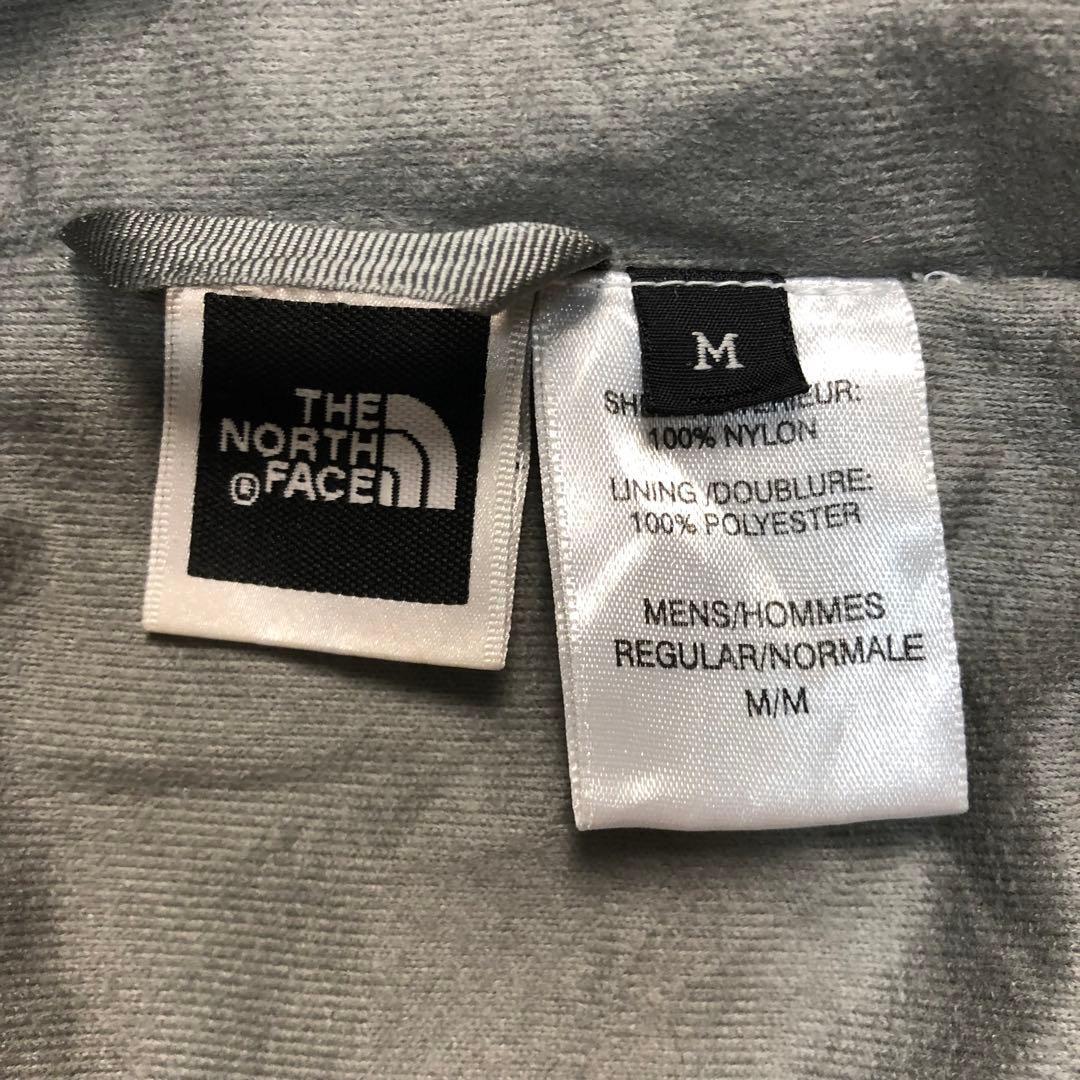 THE
NORTH
® FACE
M
100% NYLON
LINING /DOUBLURE:
100% POLYESTER
MENS/HOMMES
REGULAR/NORMALE
M/M